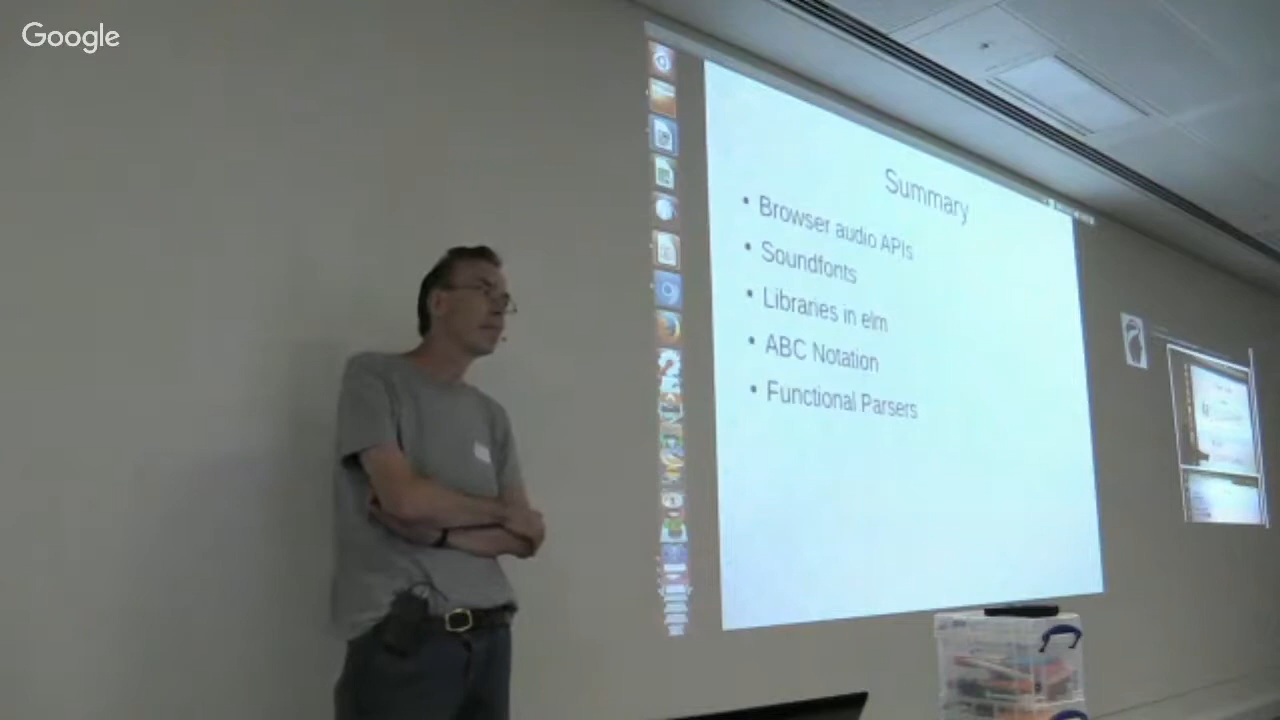 Google
Summary
• Browser audio APIs
• Soundfonts
• Libraries in elm
• ABC Notation
• Functional Parsers